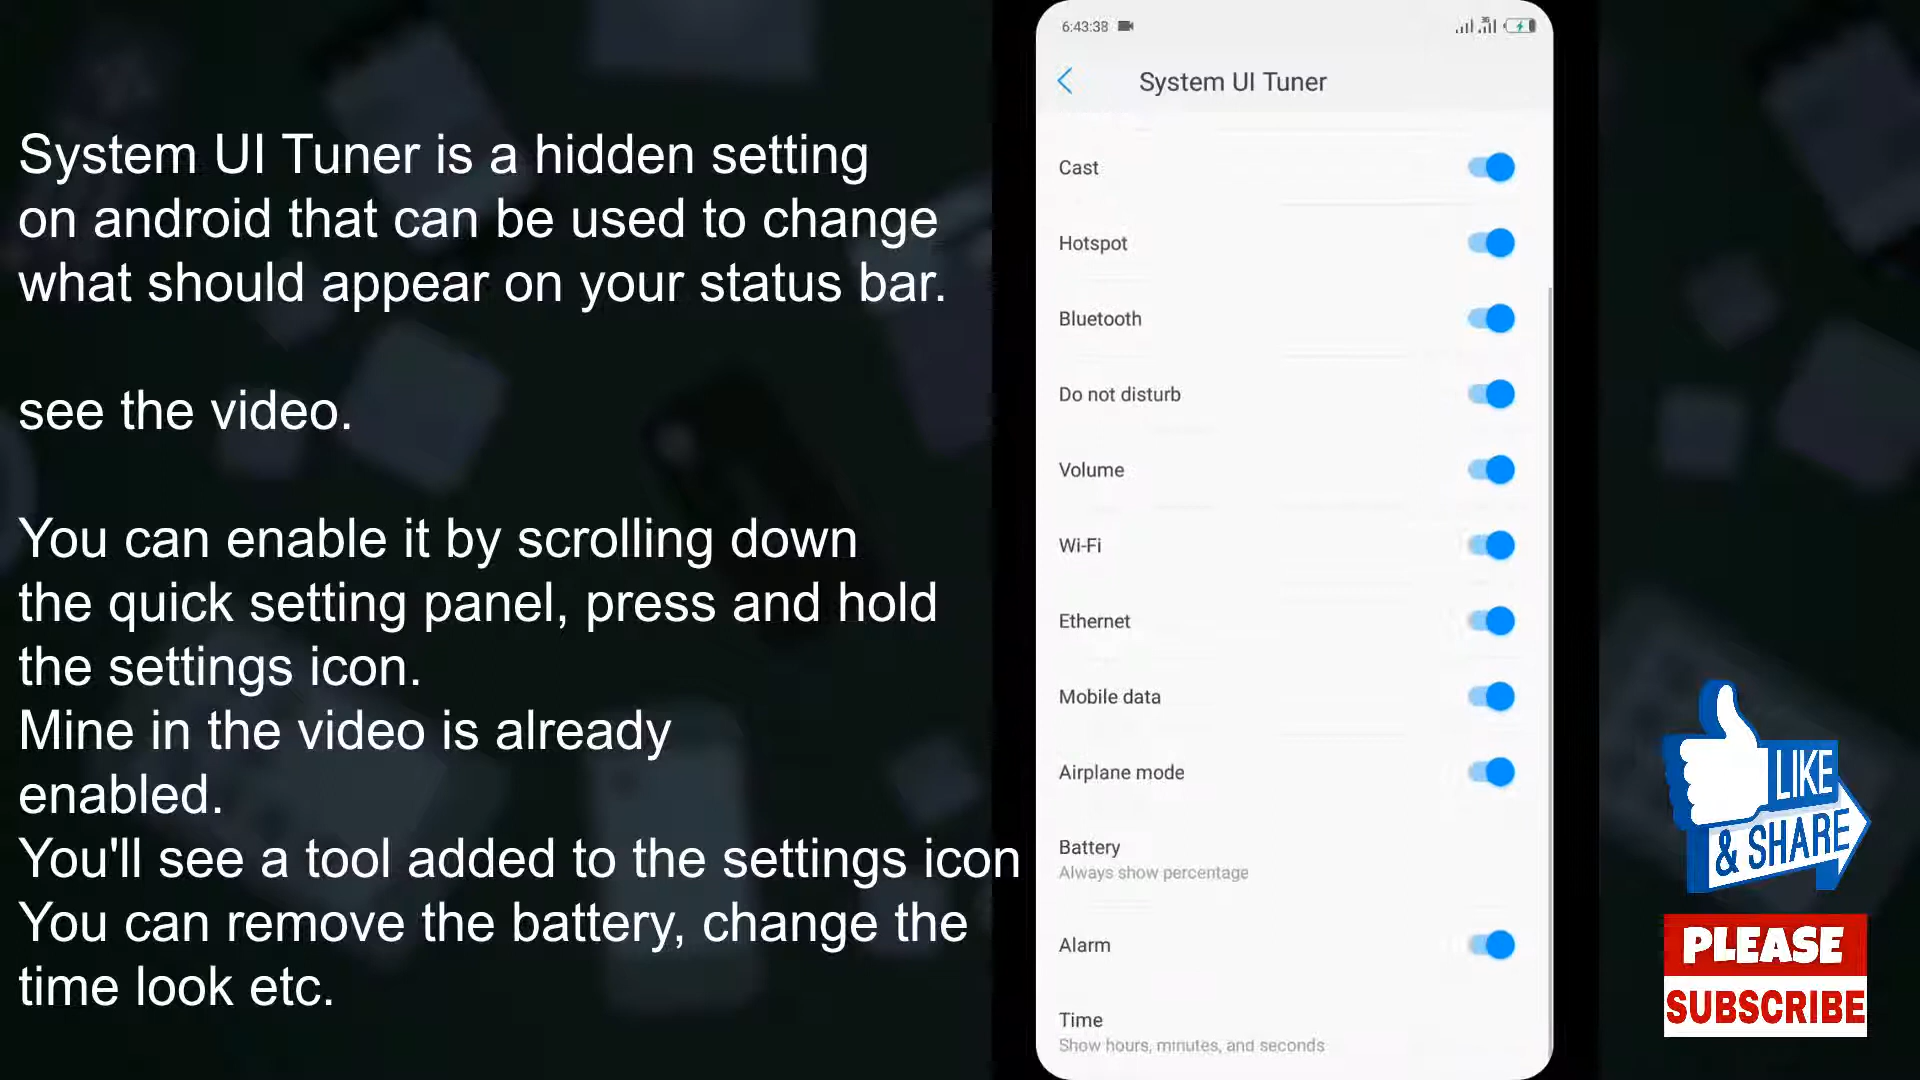 System UI Tuner is a hidden setting
on android that can be used to change
what should appear on your status bar.
see the video.
You can enable it by scrolling down
the quick setting panel, press and hold
the settings icon.
Mine in the video is already
enabled.
You'll see a tool added to the settings icon
You can remove the battery, change the
time look etc.
6:43:38
3G
System UI Tuner
Cast
Hotspot
Bluetooth
Do not disturb
Volume
Wi-Fi
Ethernet
Mobile data
Airplane mode
Battery
Always show percentage
Alarm
Time
Show hours, minutes, and seconds
LIKE
& SHARE
PLEASE
SUBSCRIBE